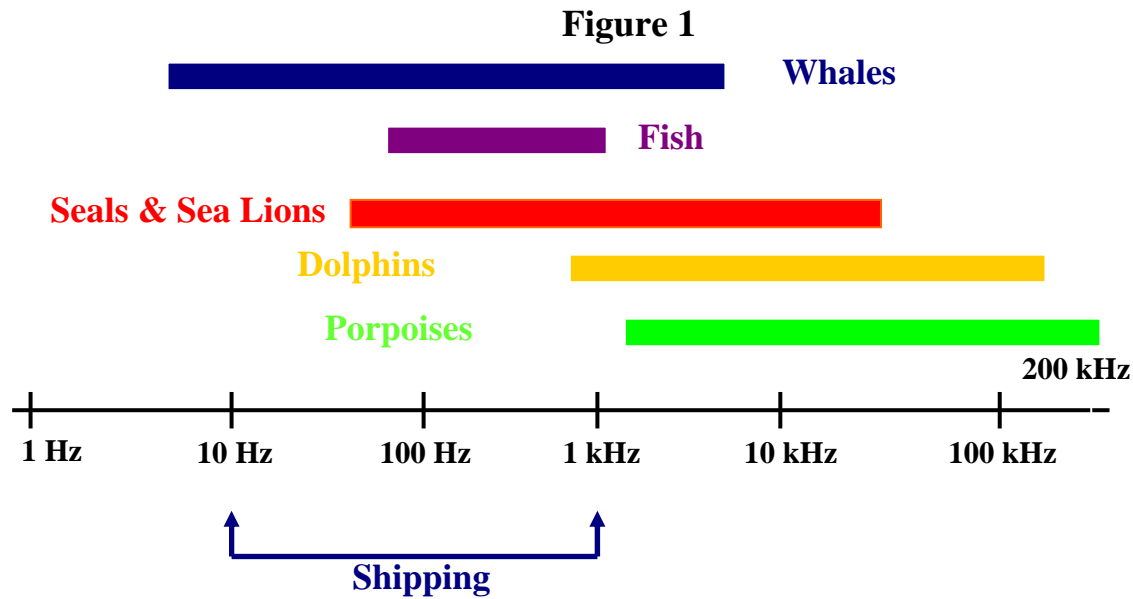 Figure 1
Whales
Fish
Seals & Sea Lions
Dolphins
Porpoises
200 kHz
1 Hz
10 Hz
100 Hz
1 kHz
10 kHz
100 kHz
Shipping